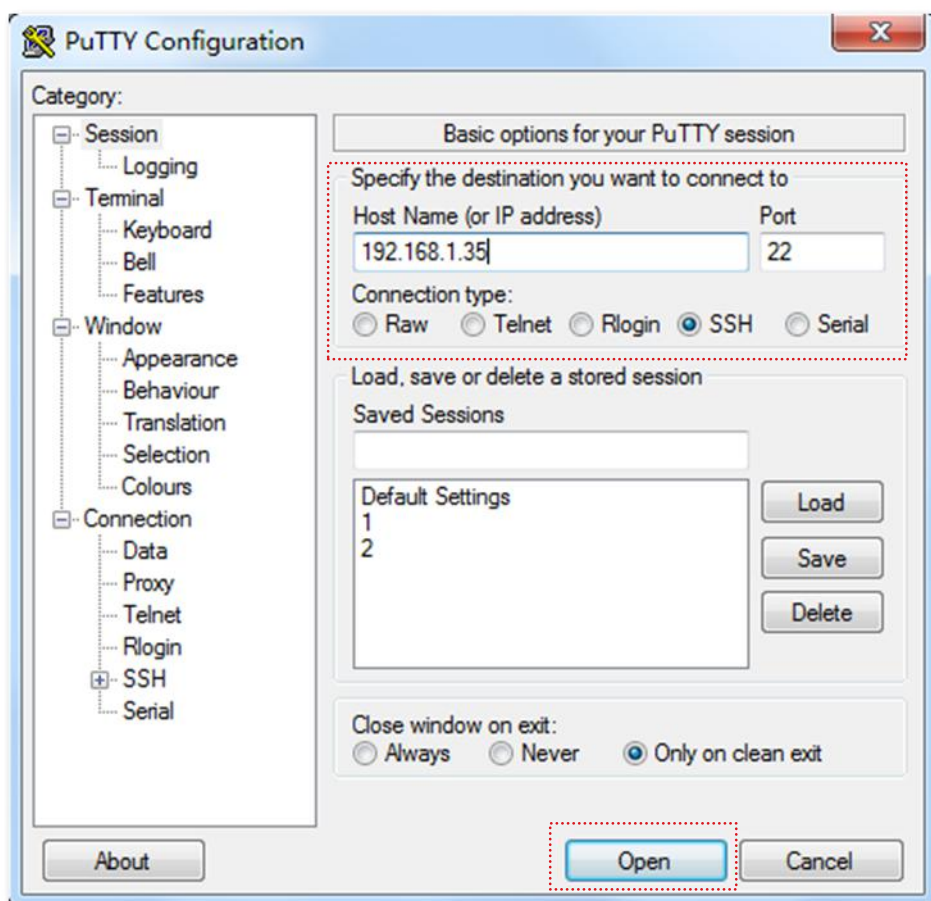 PuTTY Configuration
Category:
Session
Logging
Terminal
Keyboard
Bell
Features
Window
Appearance
Behaviour
Translation
Selection
Colours
Connection
Data
Proxy
Telnet
Rlogin
SSH
Serial
Basic options for your PuTTY session
Specify the destination you want to connect to
Host Name (or IP address) Port
192.168.1.35 22
Connection type:
Raw Telnet Rlogin SSH Serial
Load, save or delete a stored session
Saved Sessions
Default Settings
1
2
Load
Save
Delete
Close window on exit:
Always Never Only on clean exit
About Open Cancel